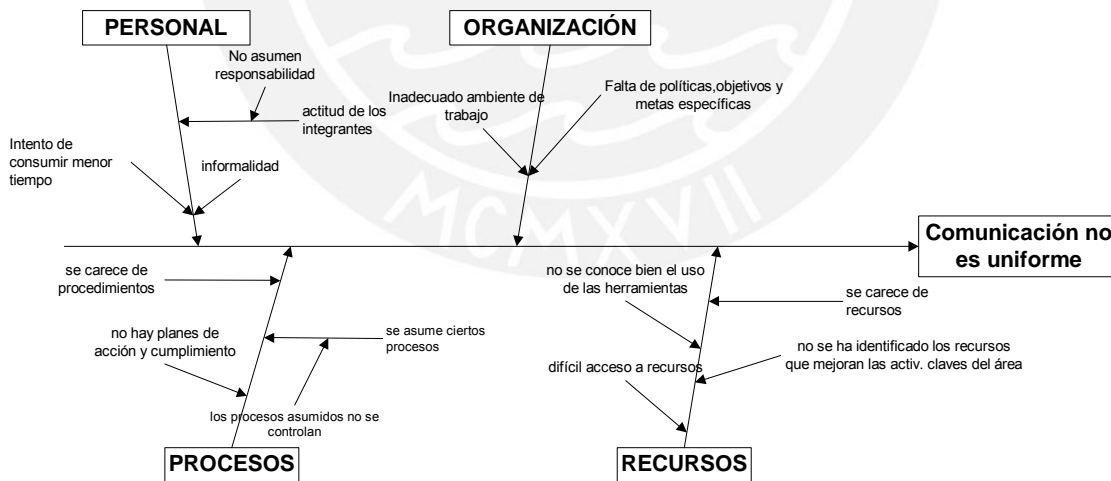 PERSONAL
ORGANIZACIÓN
No asumen
responsabilidad
actitud de los
integrantes
Intento de
consumir menor
tiempo
informalidad
Inadecuado ambiente de
trabajo
Falta de políticas,objetivos y
metas específicas
MCMXVII
Comunicación no
es uniforme
se carece de
procedimientos
no hay planes de
acción y cumplimiento
se asume ciertos
procesos
los procesos asumidos no se
controlan
no se conoce bien el uso
de las herramientas
se carece de
recursos
difícil acceso a recursos
no se ha identificado los recursos
que mejoran las activ. claves del área
PROCESOS
RECURSOS